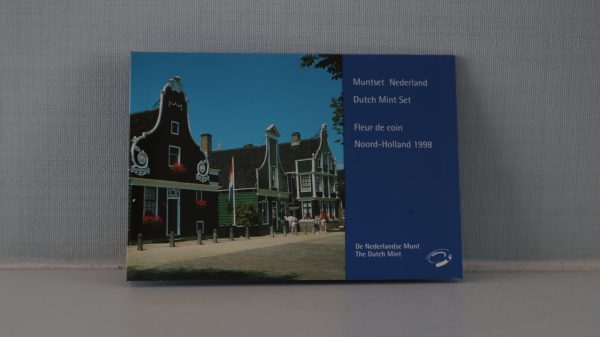 Muntset Nederland
Dutch Mint Set
Fleur de coin
Noord-Holland 1998
De Nederlandse Munt
The Dutch Mint